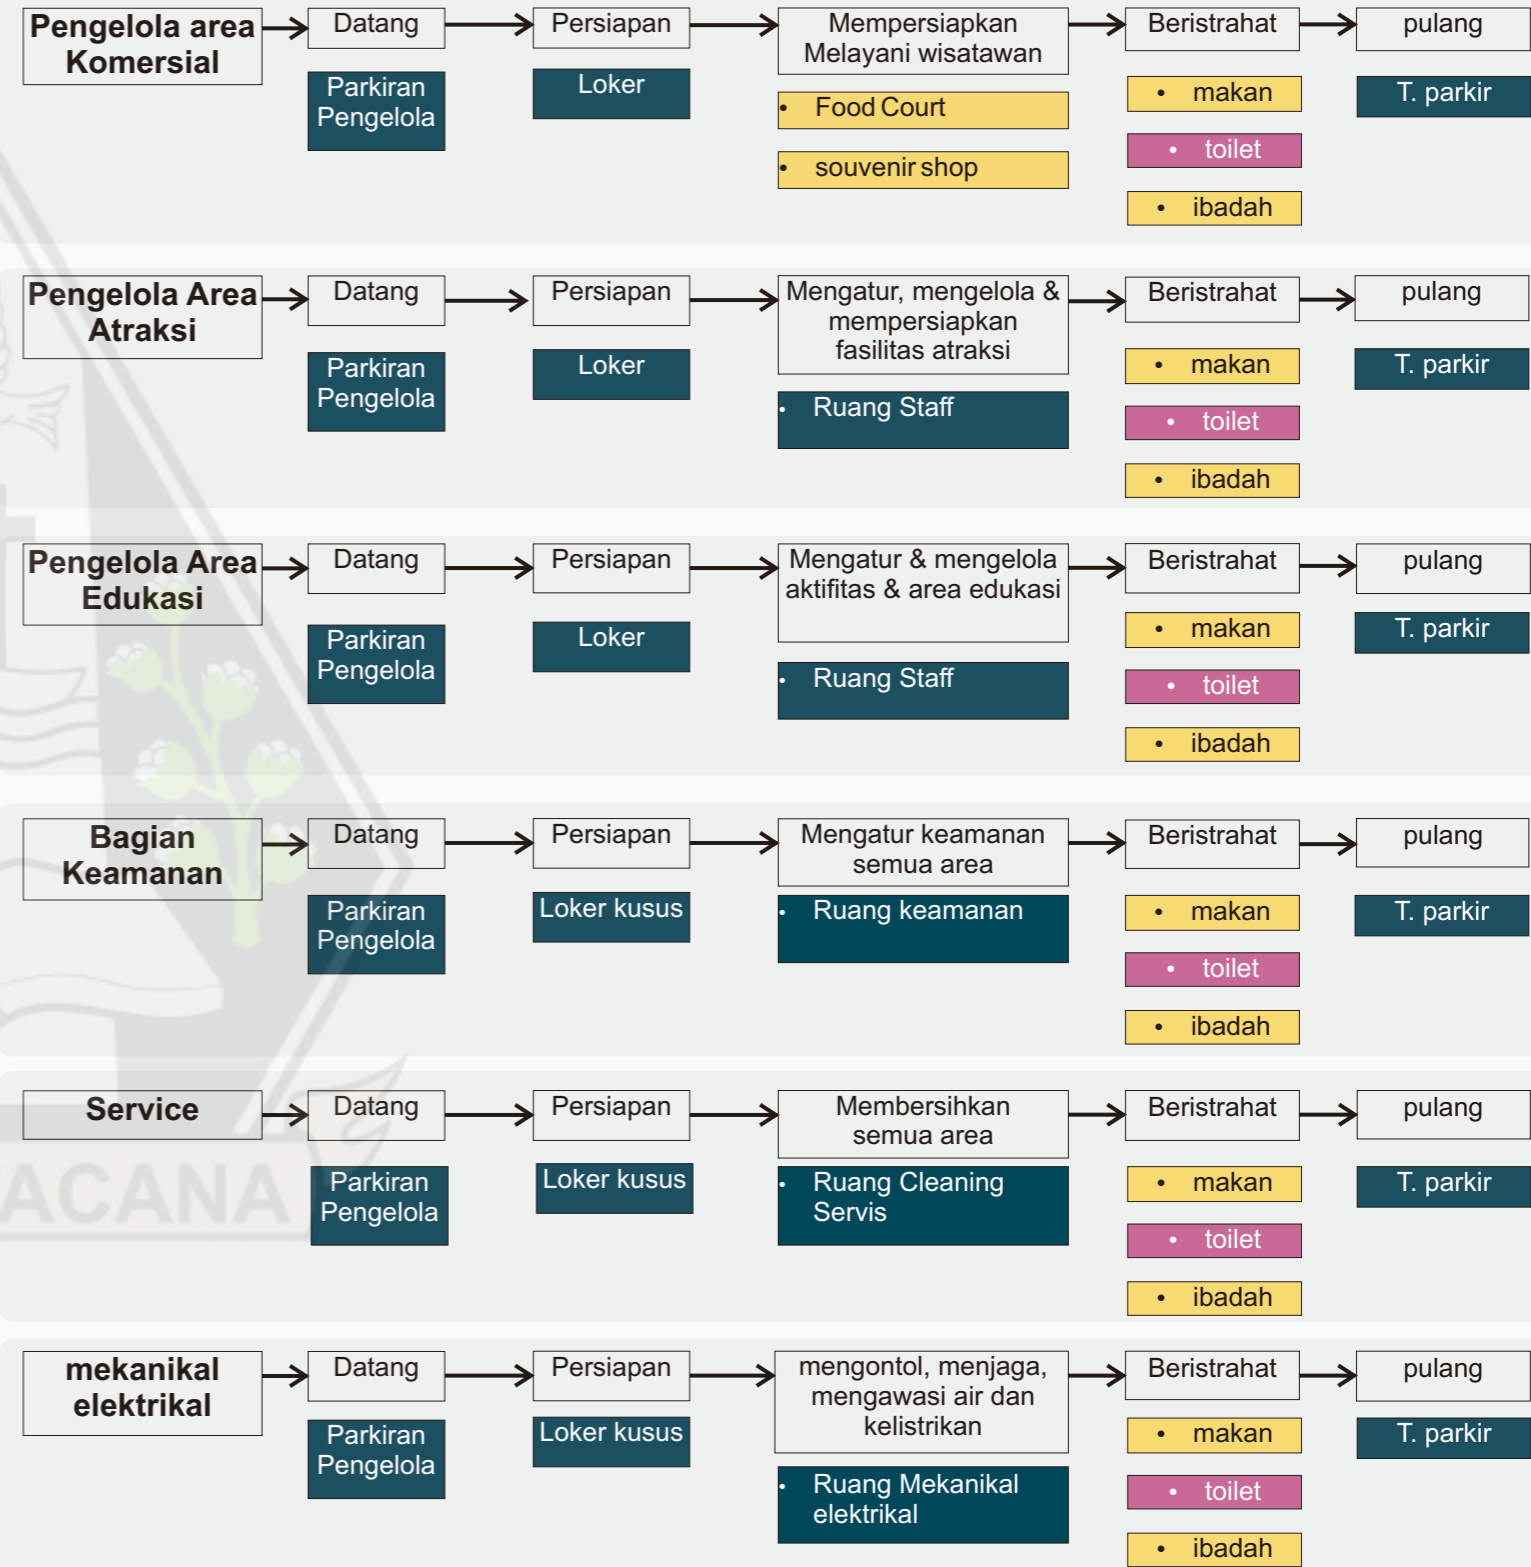 Pengelola area
Komersial
Datang
Parkiran
Pengelola
Persiapan
Loker
Mempersiapkan
Melayani wisatawan
• Food Court
• souvenir shop
Beristrahat
• makan
• toilet
• ibadah
pulang
T. parkir
Pengelola Area
Atraksi
Datang
Parkiran
Pengelola
Persiapan
Loker
Mengatur, mengelola &
mempersiapkan
fasilitas atraksi
• Ruang Staff
Beristrahat
• makan
• toilet
• ibadah
pulang
T. parkir
Pengelola Area
Edukasi
Datang
Parkiran
Pengelola
Persiapan
Loker
Mengatur & mengelola
aktifitas & area edukasi
• Ruang Staff
Beristrahat
• makan
• toilet
• ibadah
pulang
T. parkir
Bagian
Keamanan
Datang
Parkiran
Pengelola
Persiapan
Loker kusus
Mengatur keamanan
semua area
• Ruang keamanan
Beristrahat
• makan
• toilet
• ibadah
pulang
T. parkir
Service
Datang
Parkiran
Pengelola
Persiapan
Loker kusus
Membersihkan
semua area
• Ruang Cleaning
Servis
Beristrahat
• makan
• toilet
• ibadah
pulang
T. parkir
mekanikal
elektrikal
Datang
Parkiran
Pengelola
Persiapan
Loker kusus
mengontol, menjaga,
mengawasi air dan
kelistrikan
• Ruang Mekanikal
elektrikal
Beristrahat
• makan
• toilet
• ibadah
pulang
T. parkir
ACANA